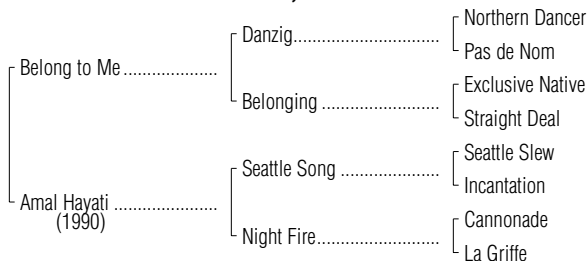 Northern Dancer
Danzig........................................
Pas de Nom
Belong to Me ......................
Exclusive Native
Belonging ................................
Straight Deal
Seattle Slew
Seattle Song ...........................
Incantation
Amal Hayati ........................
(1990)
Cannonade
Night Fire...................................
La Griffe